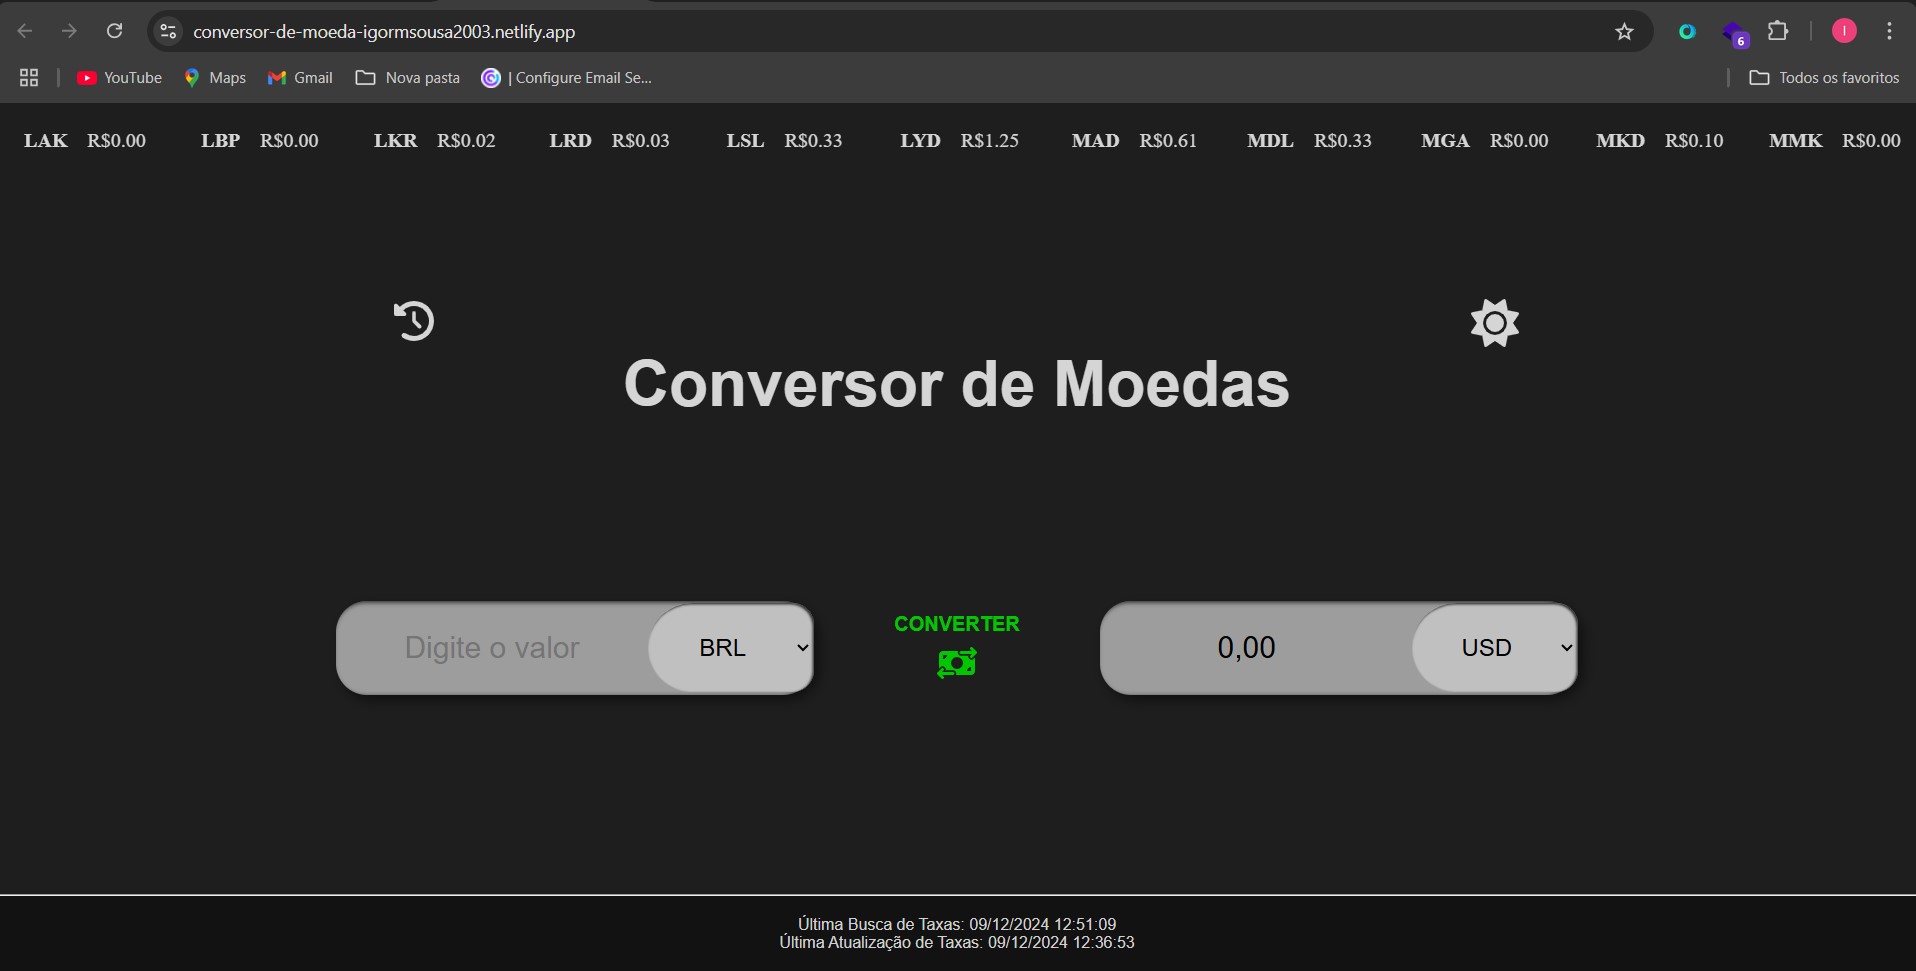 conversor-de-moeda-igormsousa2003.netlify.app
6
I
YouTube Maps Gmail Nova pasta | Configure Email Se... Todos os favoritos
LAK R$0.00 LBP R$0.00 LKR R$0.02 LRD R$0.03 LSL R$0.33 LYD R$1.25 MAD R$0.61 MDL R$0.33 MGA R$0.00 MKD R$0.10 MMK R$0.00
Conversor de Moedas
CONVERTER
Digite o valor BRL 0,00 USD
Última Busca de Taxas: 09/12/2024 12:51:09
Última Atualização de Taxas: 09/12/2024 12:36:53